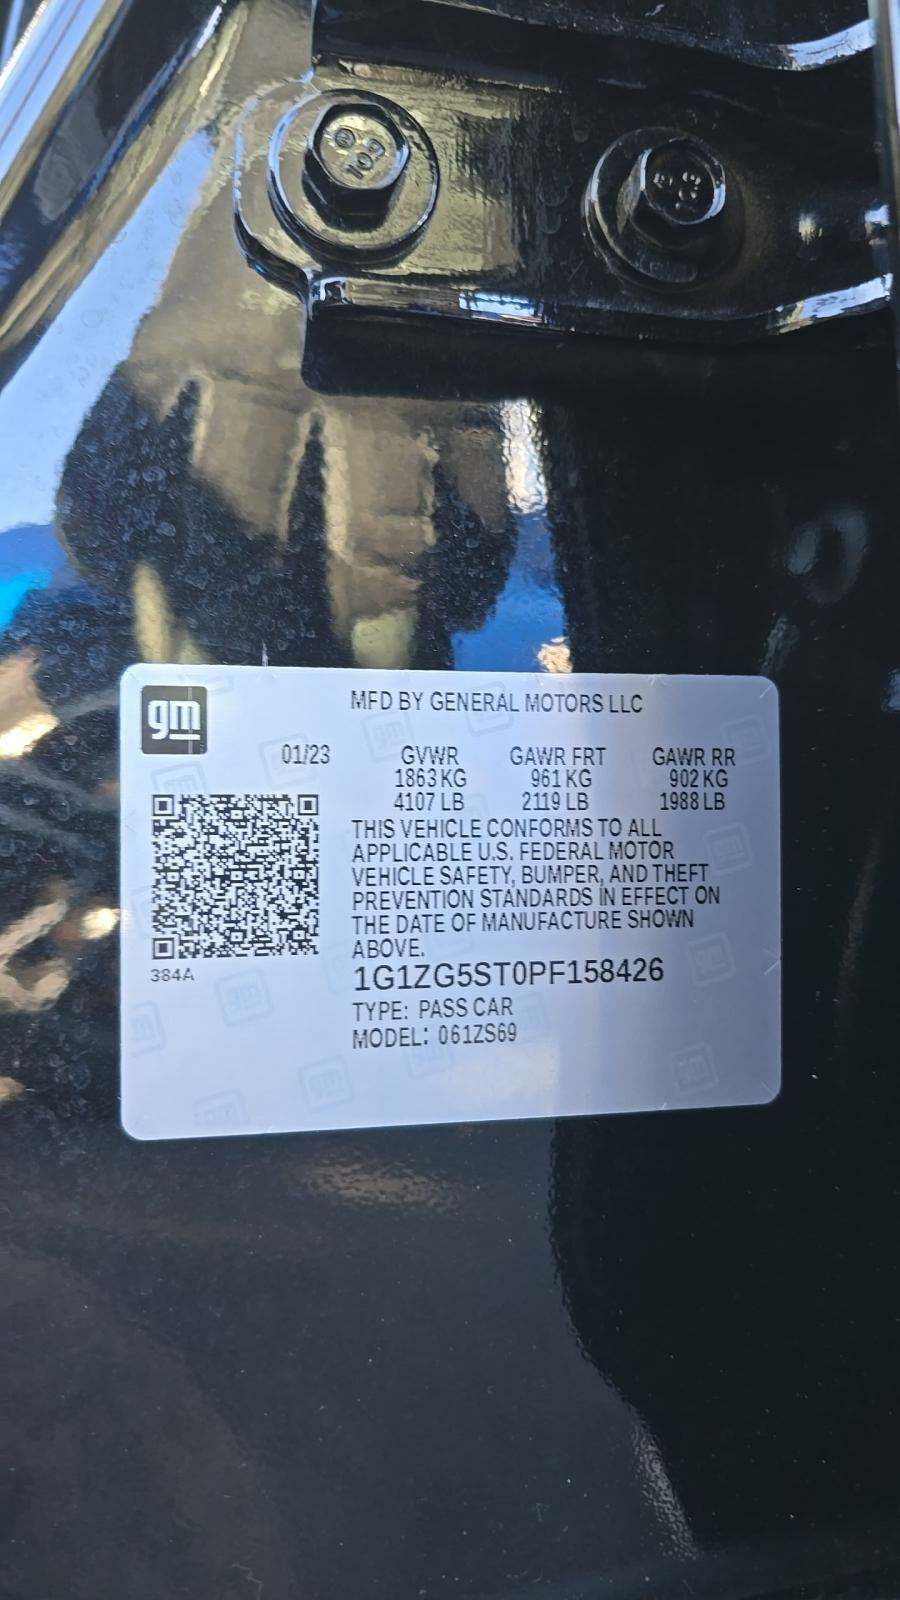 gm
MFD BY GENERAL MOTORS LLC
01/23 GVWR GAWR FRT GAWR RR
1863 KG 961 KG 902 KG
4107 LB 2119 LB 1988 LB
THIS VEHICLE CONFORMS TO ALL
APPLICABLE U.S. FEDERAL MOTOR
VEHICLE SAFETY, BUMPER, AND THEFT
PREVENTION STANDARDS IN EFFECT ON
THE DATE OF MANUFACTURE SHOWN
ABOVE.
384A
1G1ZG5ST0PF158426
TYPE: PASS CAR
MODEL: 061ZS69